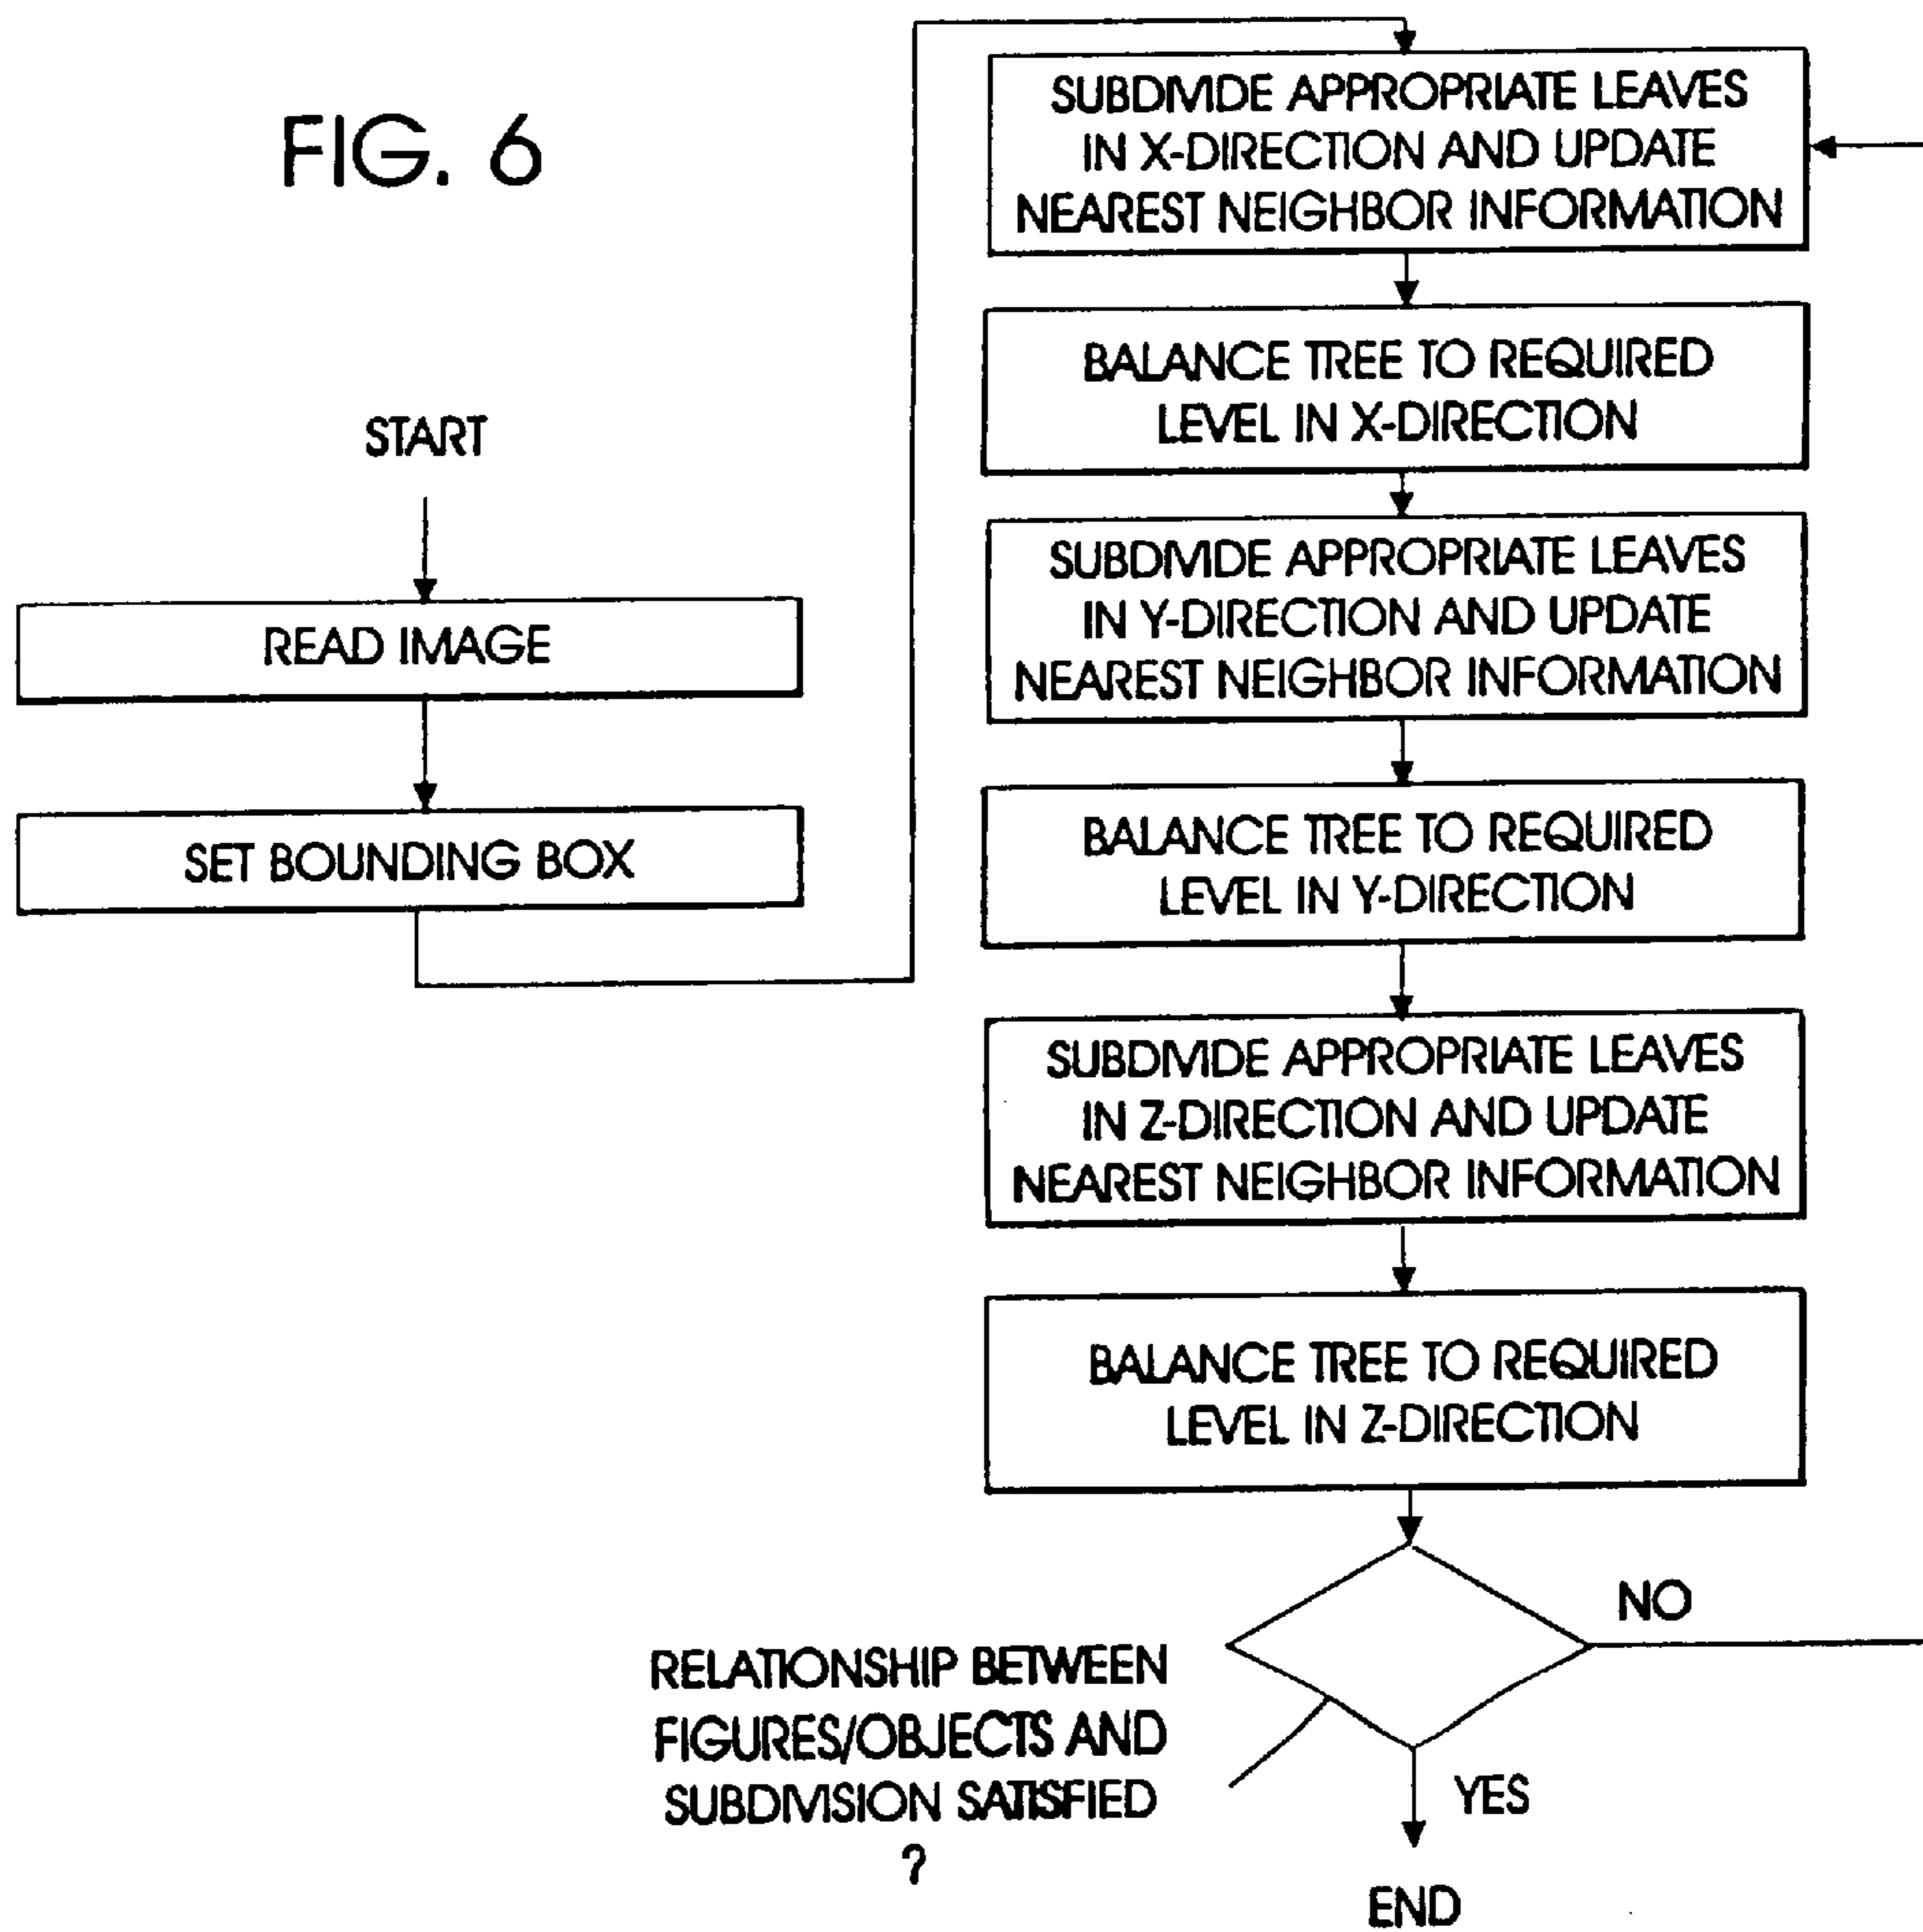 FIG. 6
START
READ IMAGE
SET BOUNDING BOX
SUBDIVIDE APPROPRIATE LEAVES
IN X-DIRECTION AND UPDATE
NEAREST NEIGHBOR INFORMATION
BALANCE TREE TO REQUIRED
LEVEL IN X-DIRECTION
SUBDIVIDE APPROPRIATE LEAVES
IN Y-DIRECTION AND UPDATE
NEAREST NEIGHBOR INFORMATION
BALANCE TREE TO REQUIRED
LEVEL IN Y-DIRECTION
SUBDIVIDE APPROPRIATE LEAVES
IN Z-DIRECTION AND UPDATE
NEAREST NEIGHBOR INFORMATION
BALANCE TREE TO REQUIRED
LEVEL IN Z-DIRECTION
RELATIONSHIP BETWEEN
FIGURES/OBJECTS AND
SUBDIVISION SATISFIED
?
NO
YES
END